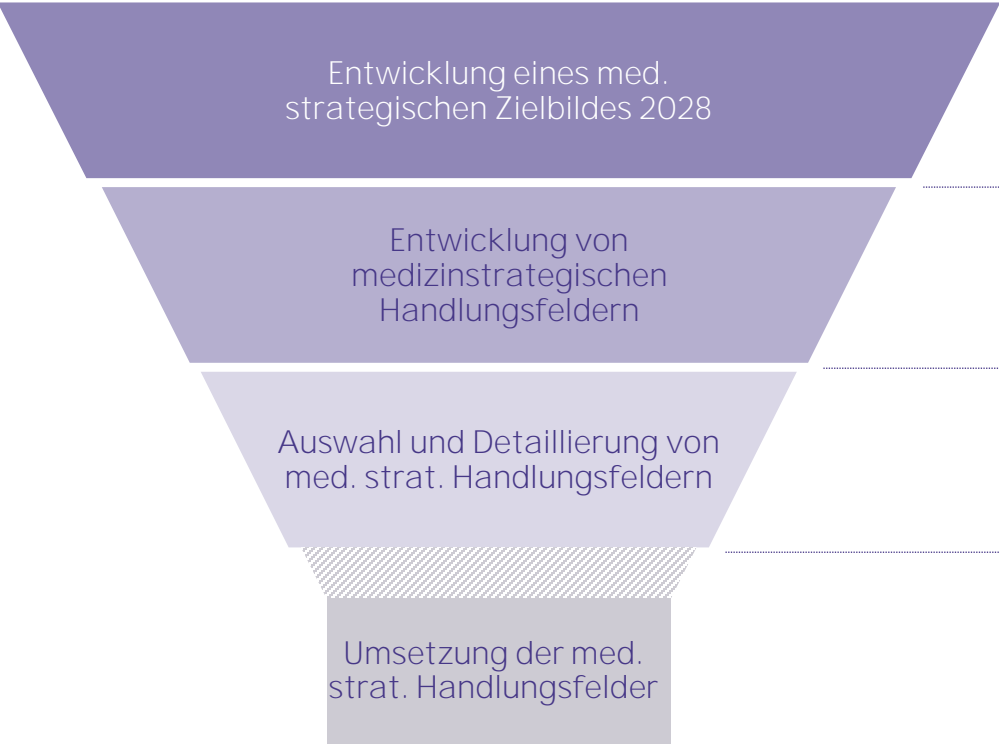 Entwicklung eines med.
strategischen Zielbildes 2028
Entwicklung von
medizinstrategischen
Handlungsfeldern
Auswahl und Detaillierung von
med. strat. Handlungsfeldern
Umsetzung der med.
strat. Handlungsfelder